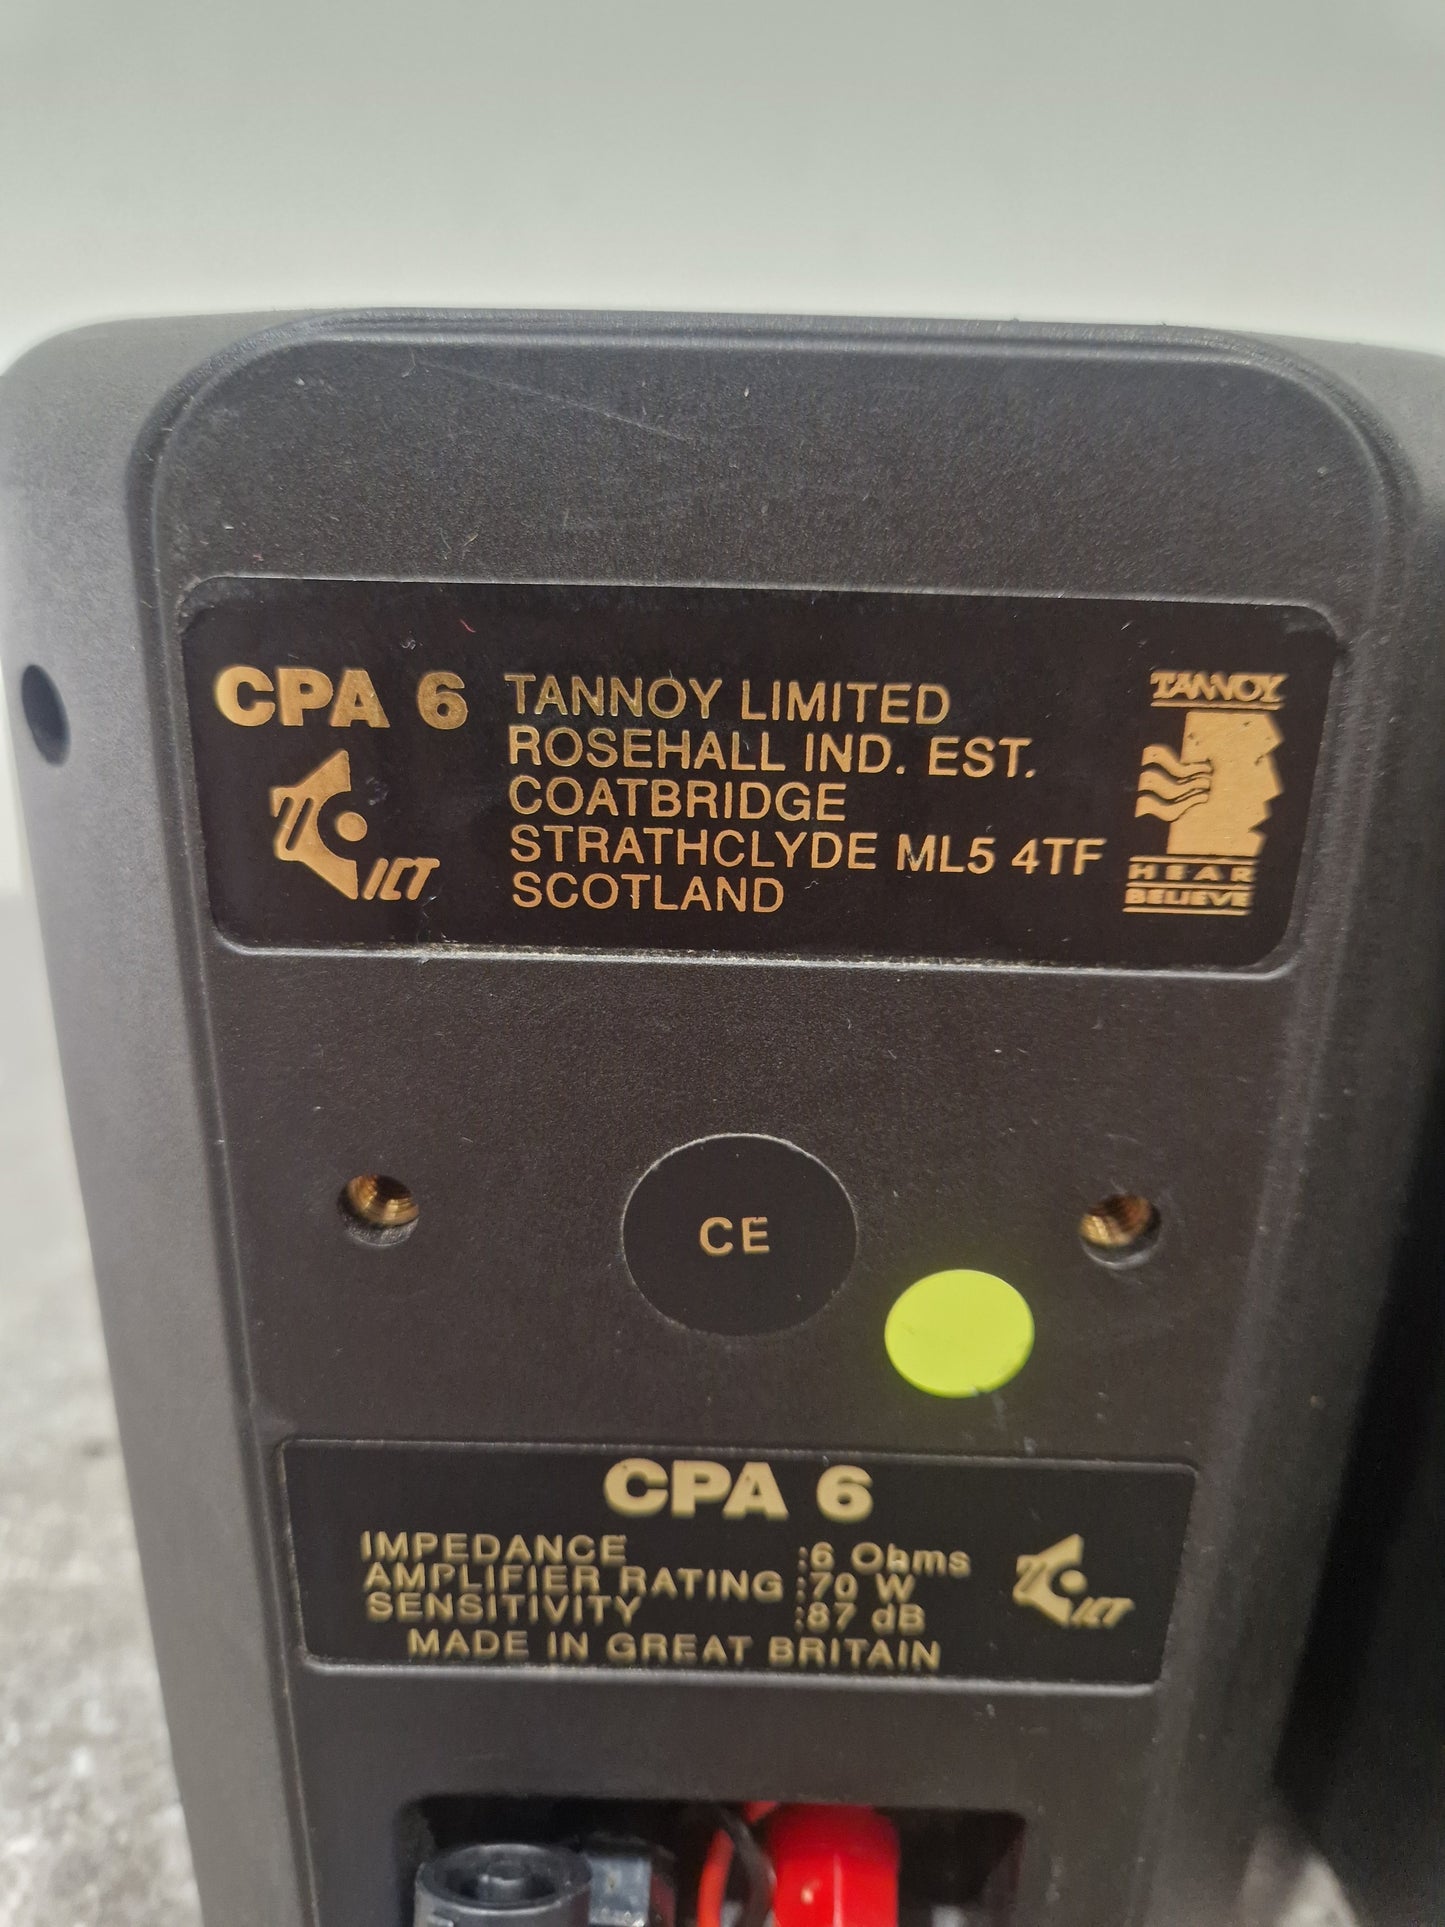 CPA 6
ICT
TANNOY LIMITED
ROSEHALL IND. EST.
COATBRIDGE
STRATHCLYDE ML5 4TF
SCOTLAND
TANNOY
HEAR
BELIEVE
CE
CPA 6
IMPEDANCE :6 Ohms
AMPLIFIER RATING :70 W
SENSITIVITY :87 dB
MADE IN GREAT BRITAIN
ICT